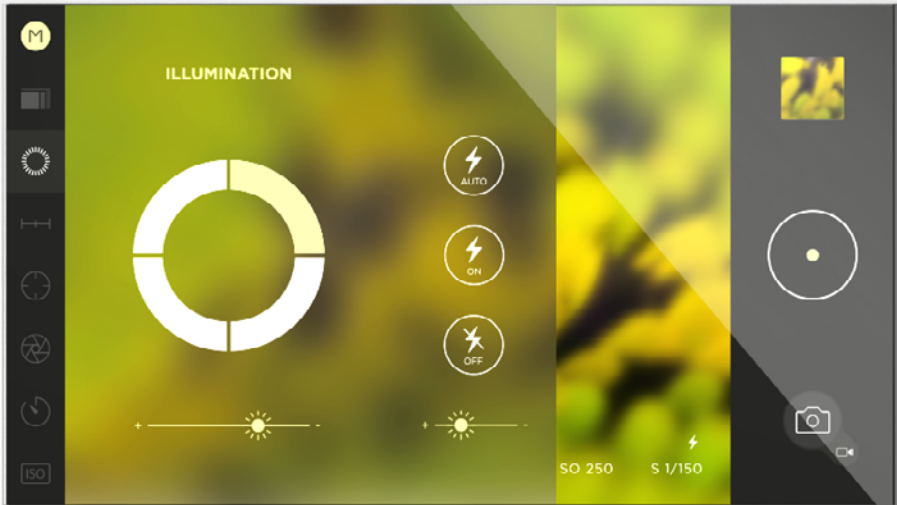 M
ILLUMINATION
AUTO
ON
OFF
+ -
+ -
SO 250 S 1/150
ISO